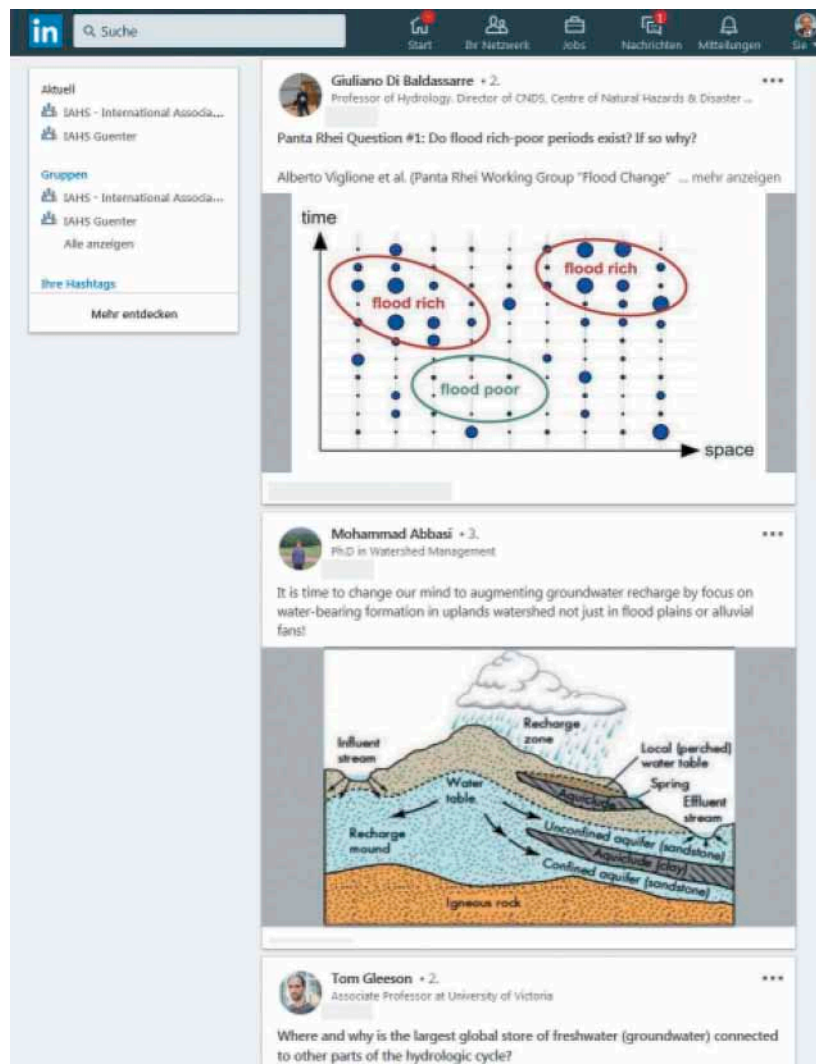 in
Suche
1
Start
Ihr Netzwerk
Jobs
Nachrichten
Mitteilungen
Sie
Aktuell
IAHS - International Associa...
IAHS Guenter
Gruppen
IAHS - International Associa...
IAHS Guenter
Alle anzeigen
Ihre Hashtags
Mehr entdecken
Giuliano Di Baldassarre • 2.
Professor of Hydrology. Director of CNDS, Centre of Natural Hazards & Disaster ...
Panta Rhei Question #1: Do flood rich-poor periods exist? If so why?
Alberto Viglione et al. (Panta Rhei Working Group "Flood Change" ... mehr anzeigen
time
flood rich
flood rich
flood poor
space
Mohammad Abbasi • 3.
Ph.D in Watershed Management
It is time to change our mind to augmenting groundwater recharge by focus on
water-bearing formation in uplands watershed not just in flood plains or alluvial
fans!
Recharge
zone
Influent
stream
Local (perched)
water table
Water
table
Aquiclude
Spring
Effluent
stream
Recharge
mound
Unconfined aquifer (sandstone)
Aquiclude (clay)
Confined aquifer (sandstone)
Igneous rock
Tom Gleeson • 2.
Associate Professor at University of Victoria
Where and why is the largest global store of freshwater (groundwater) connected
to other parts of the hydrologic cycle?